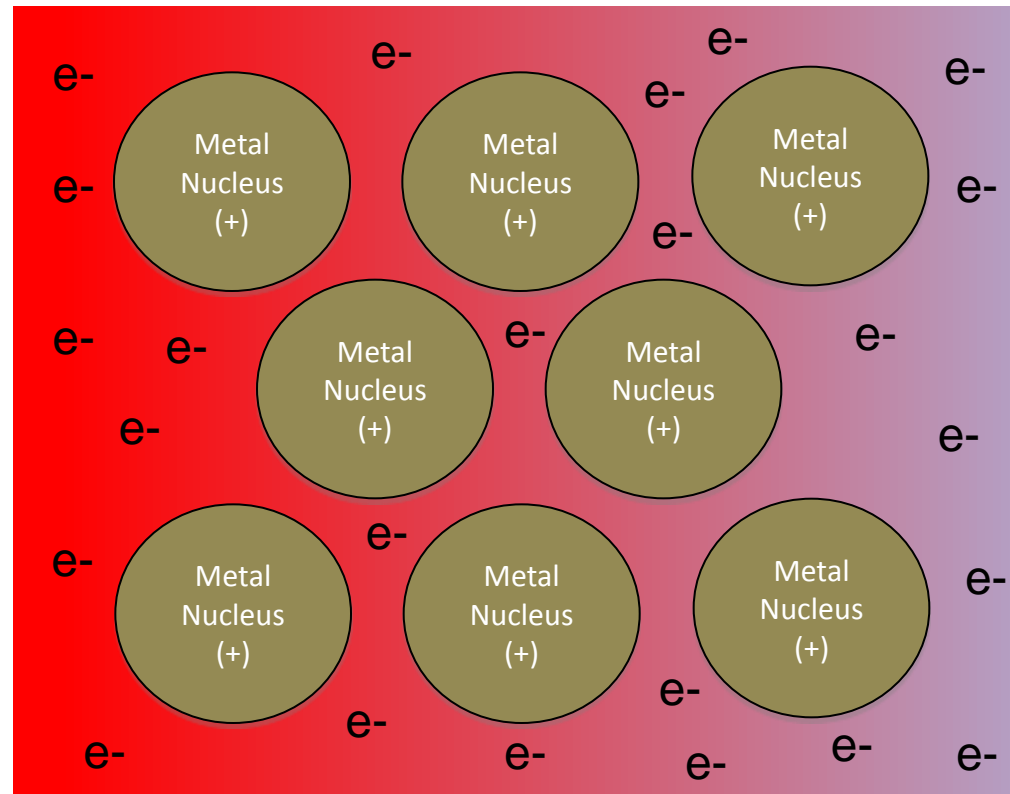 e-
e-
e-
e-
e-
Metal
Nucleus
(+)
Metal
Nucleus
(+)
Metal
Nucleus
(+)
e-
e-
e-
e-
e-
e-
e-
Metal
Nucleus
(+)
Metal
Nucleus
(+)
e-
e-
e-
e-
Metal
Nucleus
(+)
Metal
Nucleus
(+)
Metal
Nucleus
(+)
e-
e-
e-
e-
e-
e-
e-
e-